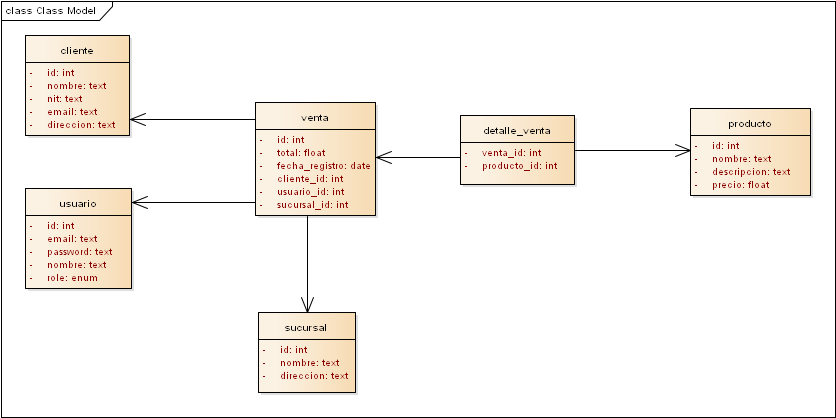 class Class Model
cliente
- id: int
- nombre: text
- nit: text
- email: text
- direccion: text
venta
- id: int
- total: float
- fecha_registro: date
- cliente_id: int
- usuario_id: int
- sucursal_id: int
detalle_venta
- venta_id: int
- producto_id: int
producto
- id: int
- nombre: text
- descripcion: text
- precio: float
usuario
- id: int
- email: text
- password: text
- nombre: text
- role: enum
sucursal
- id: int
- nombre: text
- direccion: text